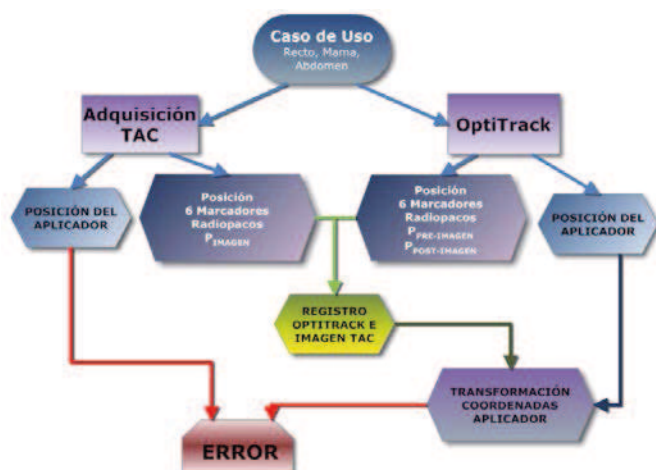 Caso de Uso
Recto, Mama,
Abdomen
Adquisición
TAC
OptiTrack
POSICIÓN DEL
APLICADOR
Posición
6 Marcadores
Radiopacos
PIMAGEN
Posición
6 Marcadores
Radiopacos
PPRE-IMAGEN
PPOST-IMAGEN
POSICIÓN DEL
APLICADOR
REGISTRO
OPTITRACK E
IMAGEN TAC
TRANSFORMACIÓN
COORDENADAS
APLICADOR
ERROR